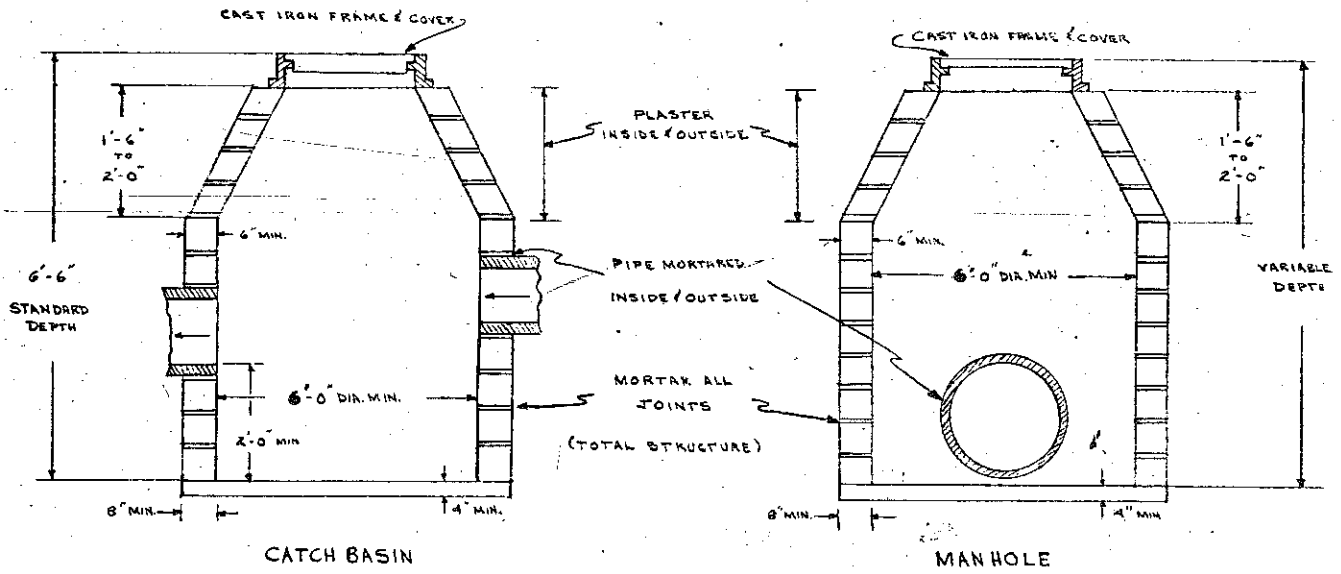 CAST IRON FRAME & COVER
CAST IRON FRAME & COVER
1'-6"
TO
2'-0"
PLASTER
INSIDE & OUTSIDE
1'-6"
TO
2'-0"
6" MIN.
6" MIN.
6'-6"
STANDARD
DEPTH
PIPE MORTARED
INSIDE & OUTSIDE
6'-0" DIA. MIN
VARIABLE
DEPTH
6'-0" DIA. MIN.
2'-0" MIN
MORTAR ALL
JOINTS
(TOTAL STRUCTURE)
8" MIN.
4" MIN.
8" MIN.
4" MIN
CATCH BASIN
MANHOLE